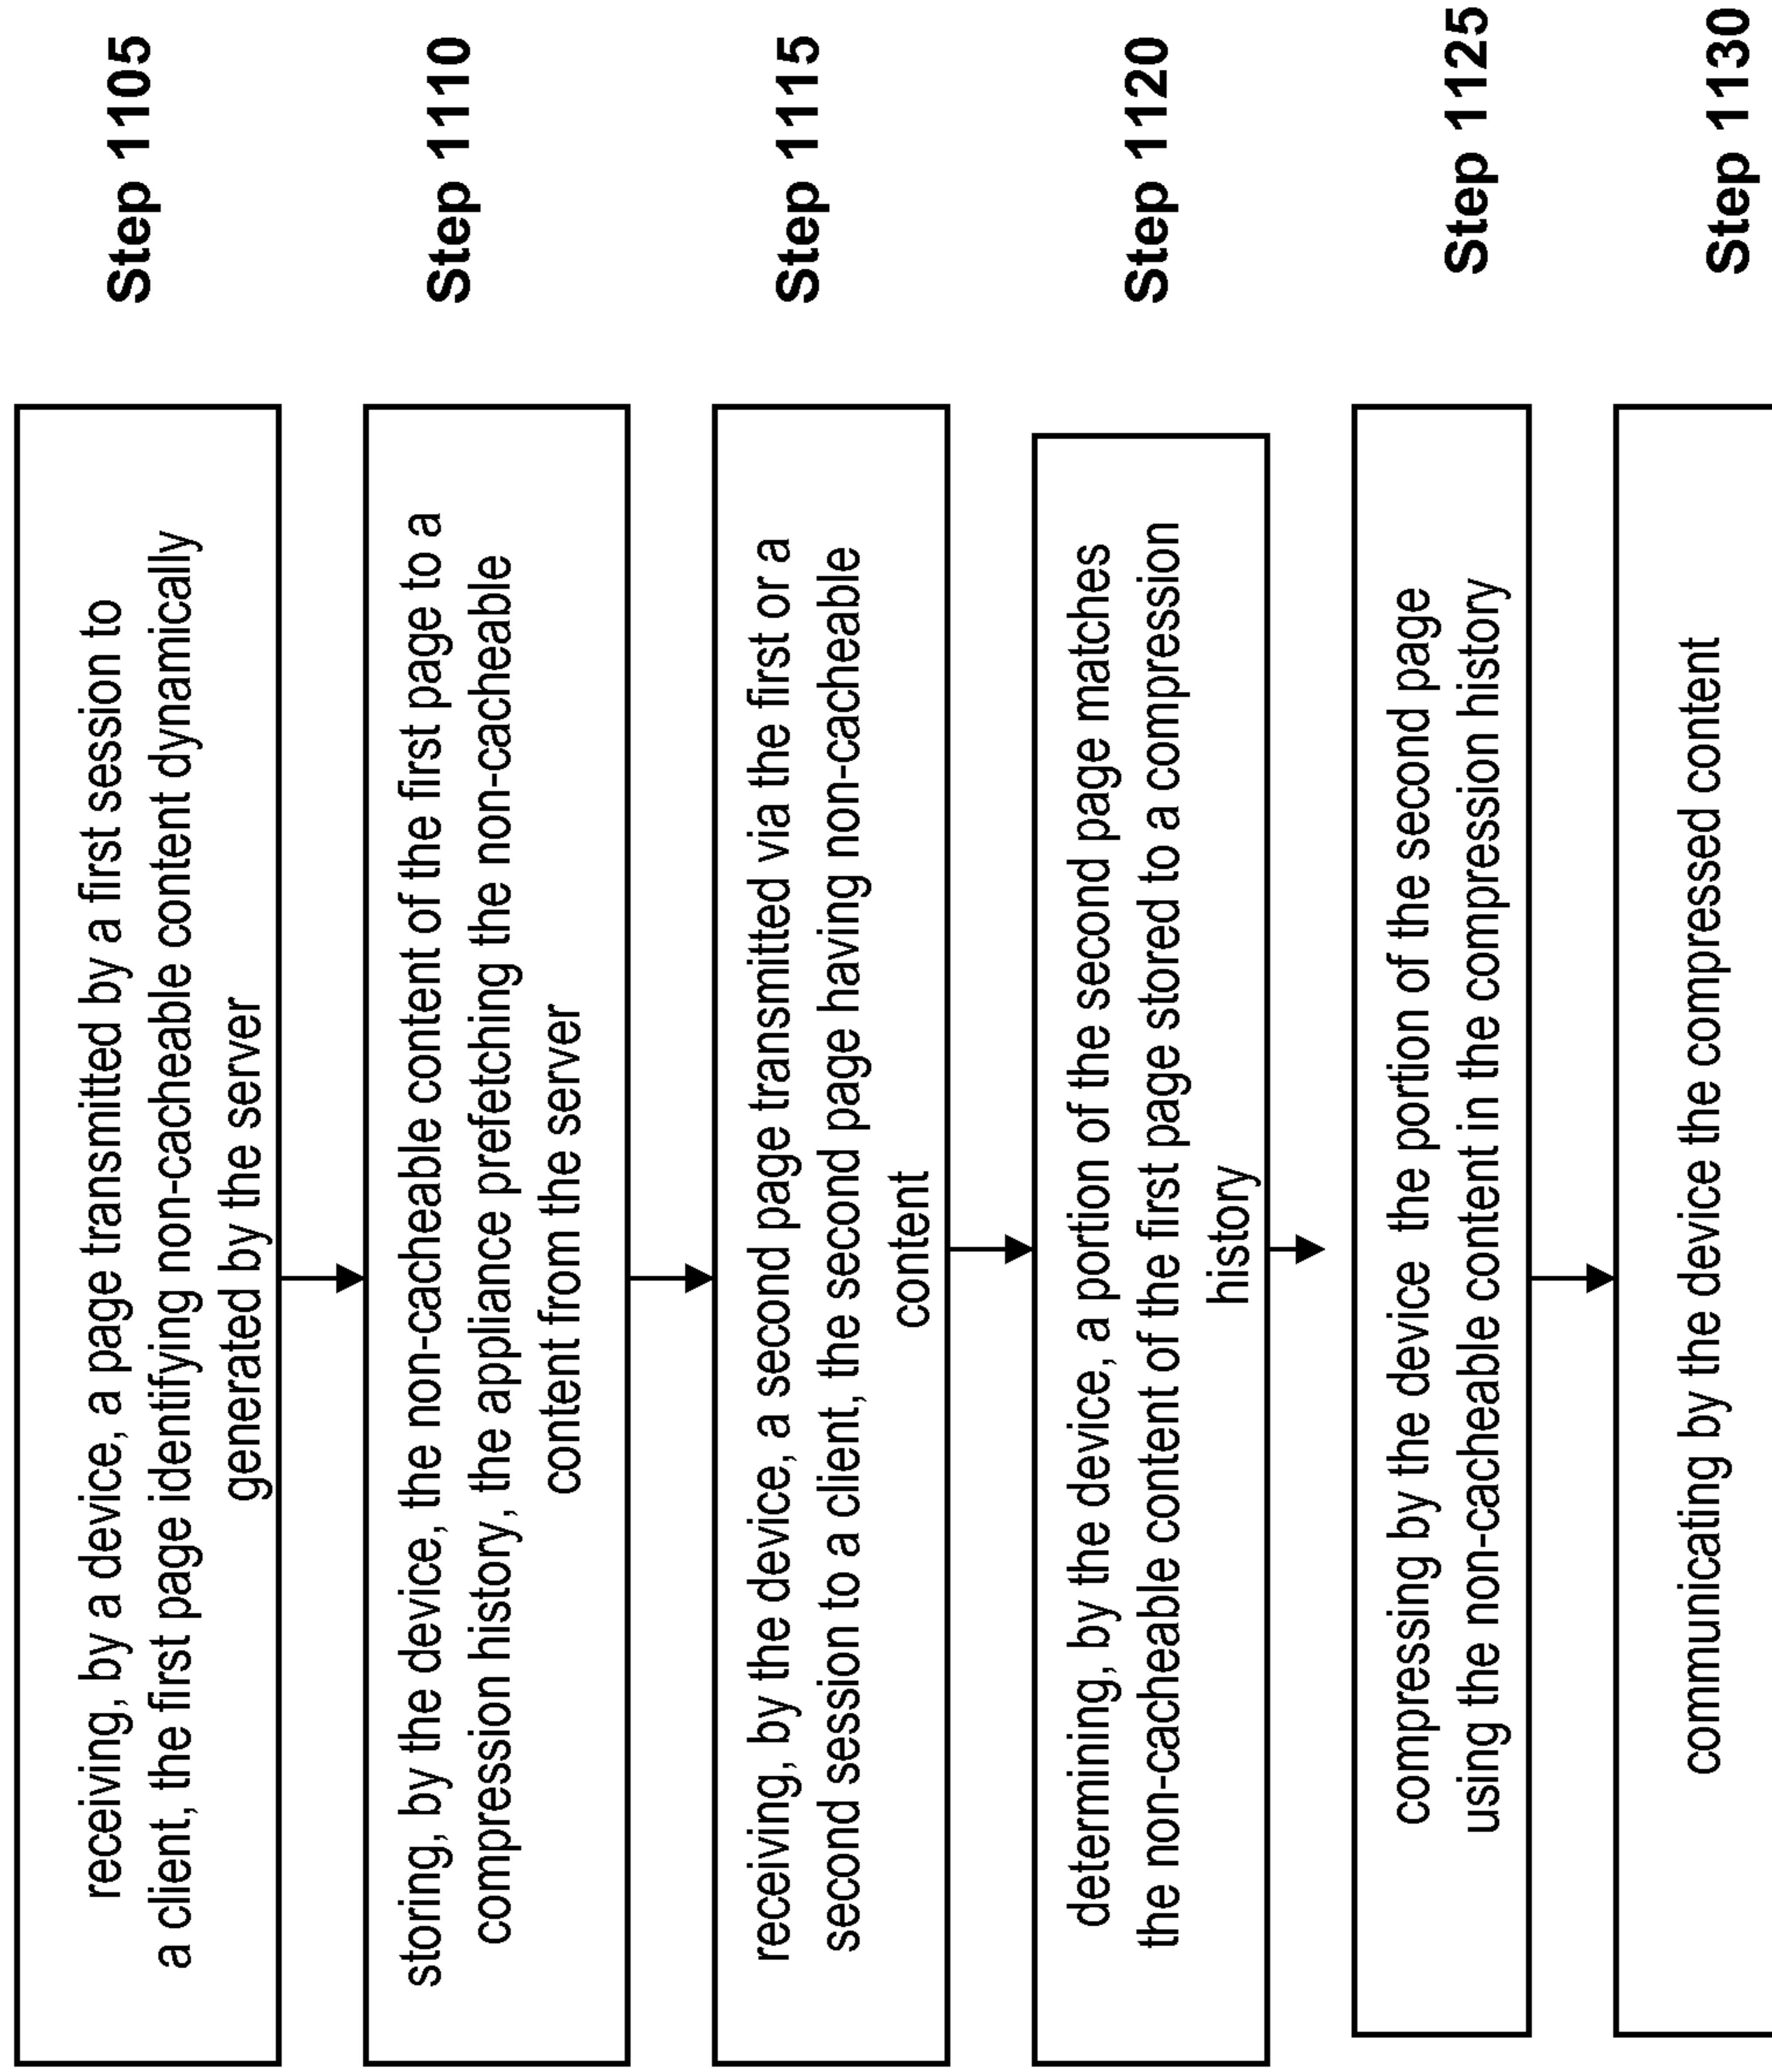 receiving, by a device, a page transmitted by a first session to
a client, the first page identifying non-cacheable content dynamically
generated by the server
Step 1105
storing, by the device, the non-cacheable content of the first page to a
compression history, the appliance prefetching the non-cacheable
content from the server
Step 1110
receiving, by the device, a second page transmitted via the first or a
second session to a client, the second page having non-cacheable
content
Step 1115
determining, by the device, a portion of the second page matches
the non-cacheable content of the first page stored to a compression
history
Step 1120
compressing by the device the portion of the second page
using the non-cacheable content in the compression history
Step 1125
communicating by the device the compressed content
Step 1130